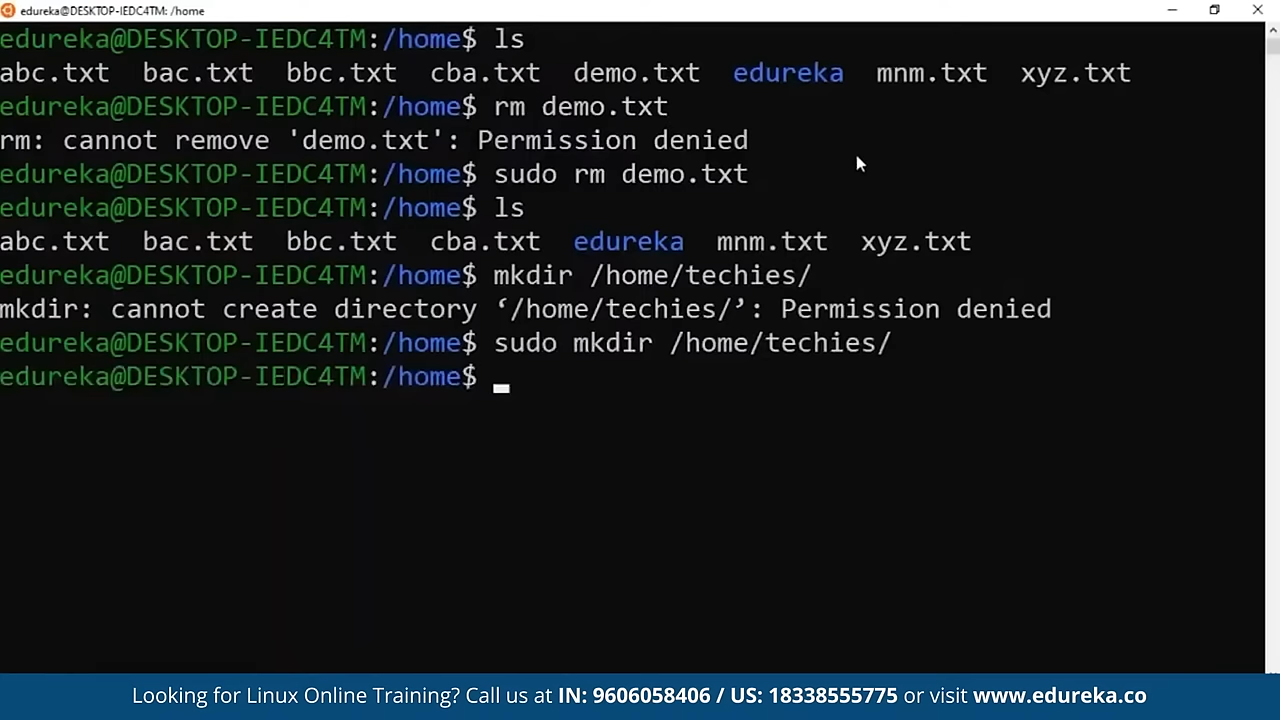 edureka@DESKTOP-IEDC4TM: /home
edureka@DESKTOP-IEDC4TM:/home$ ls
abc.txt  bac.txt  bbc.txt  cba.txt  demo.txt  edureka  mnm.txt  xyz.txt
edureka@DESKTOP-IEDC4TM:/home$ rm demo.txt
rm: cannot remove 'demo.txt': Permission denied
edureka@DESKTOP-IEDC4TM:/home$ sudo rm demo.txt
edureka@DESKTOP-IEDC4TM:/home$ ls
abc.txt  bac.txt  bbc.txt  cba.txt  edureka  mnm.txt  xyz.txt
edureka@DESKTOP-IEDC4TM:/home$ mkdir /home/techies/
mkdir: cannot create directory ‘/home/techies/’: Permission denied
edureka@DESKTOP-IEDC4TM:/home$ sudo mkdir /home/techies/
edureka@DESKTOP-IEDC4TM:/home$
Looking for Linux Online Training? Call us at IN: 9606058406 / US: 18338555775 or visit www.edureka.co